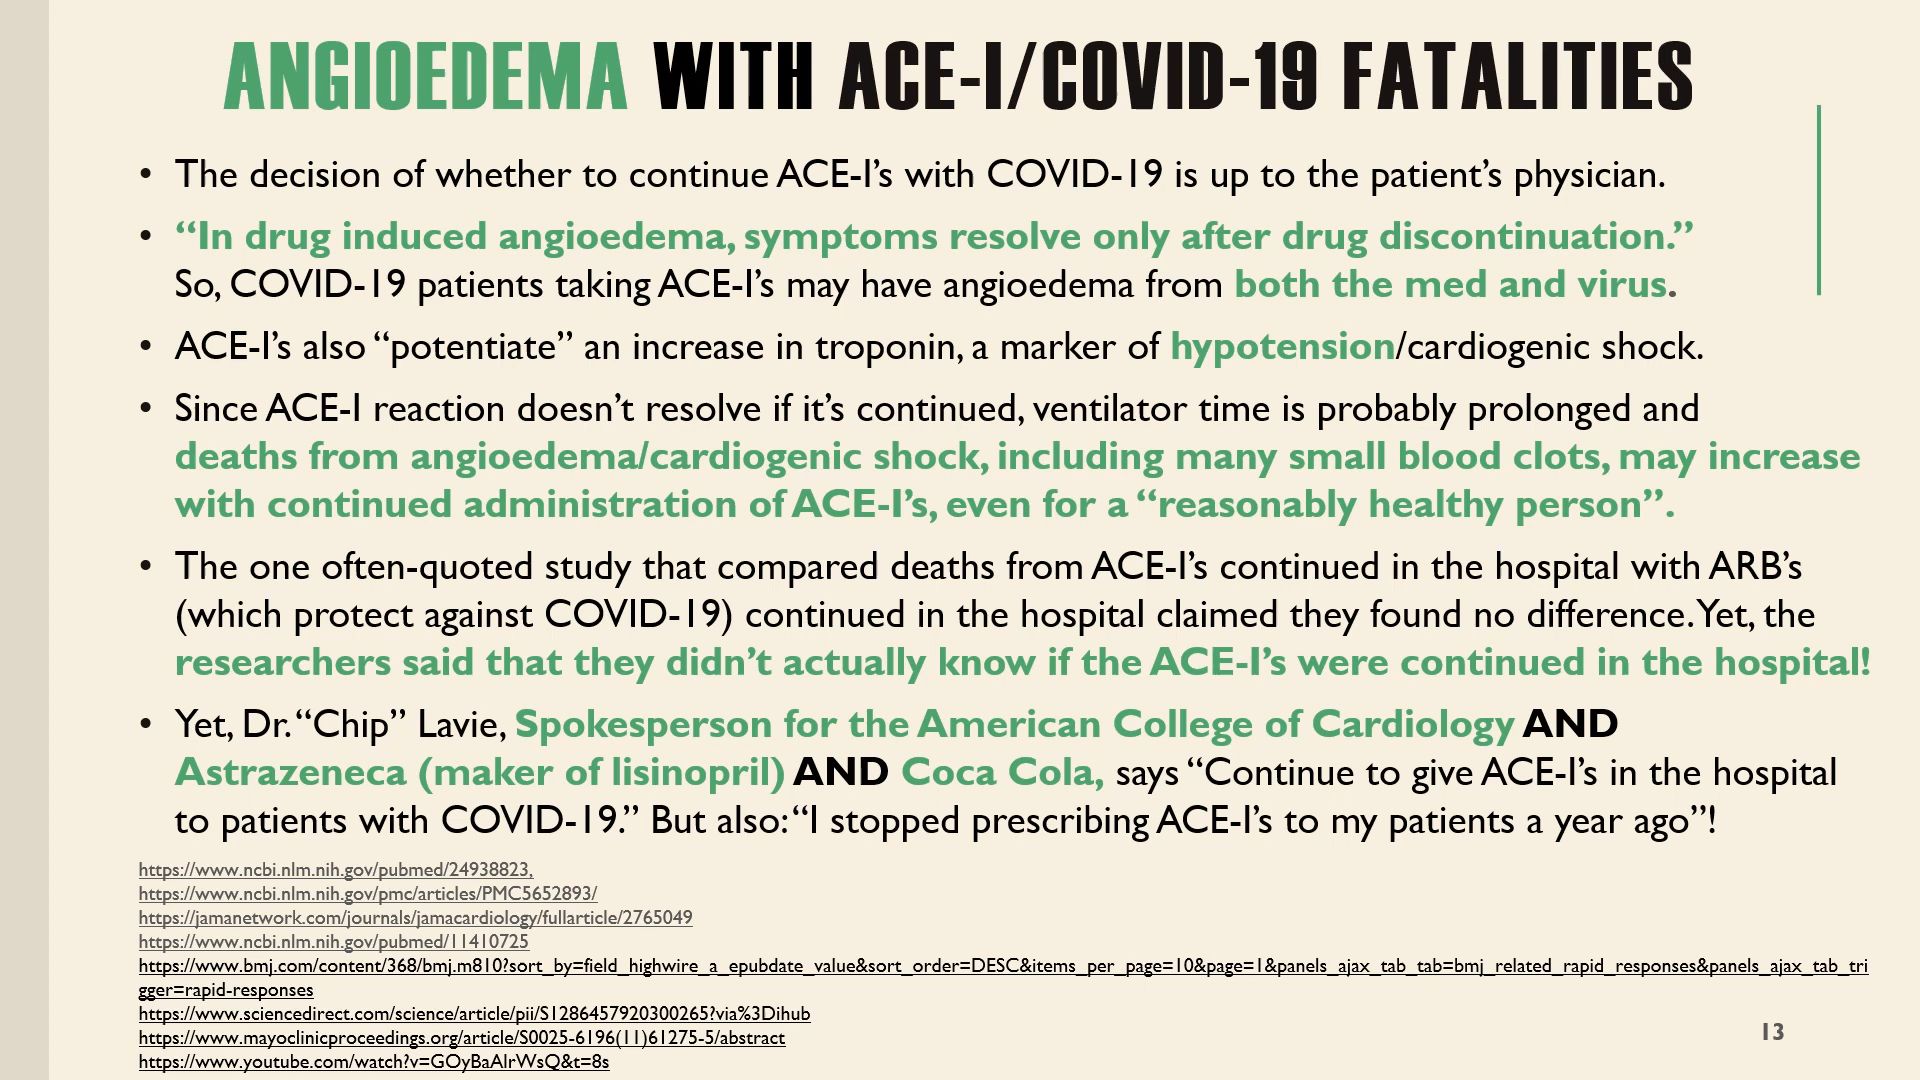 ANGIOEDEMA WITH ACE-I/COVID-19 FATALITIES
• The decision of whether to continue ACE-I’s with COVID-19 is up to the patient’s physician.
• “In drug induced angioedema, symptoms resolve only after drug discontinuation.”
So, COVID-19 patients taking ACE-I’s may have angioedema from both the med and virus.
• ACE-I’s also “potentiate” an increase in troponin, a marker of hypotension/cardiogenic shock.
• Since ACE-I reaction doesn’t resolve if it’s continued, ventilator time is probably prolonged and
deaths from angioedema/cardiogenic shock, including many small blood clots, may increase
with continued administration of ACE-I’s, even for a “reasonably healthy person”.
• The one often-quoted study that compared deaths from ACE-I’s continued in the hospital with ARB’s
(which protect against COVID-19) continued in the hospital claimed they found no difference. Yet, the
researchers said that they didn’t actually know if the ACE-I’s were continued in the hospital!
• Yet, Dr. “Chip” Lavie, Spokesperson for the American College of Cardiology AND
Astrazeneca (maker of lisinopril) AND Coca Cola, says “Continue to give ACE-I’s in the hospital
to patients with COVID-19.” But also: “I stopped prescribing ACE-I’s to my patients a year ago”!
https://www.ncbi.nlm.nih.gov/pubmed/24938823,
https://www.ncbi.nlm.nih.gov/pmc/articles/PMC5652893/
https://jamanetwork.com/journals/jamacardiology/fullarticle/2765049
https://www.ncbi.nlm.nih.gov/pubmed/11410725
https://www.bmj.com/content/368/bmj.m810?sort_by=field_highwire_a_epubdate_value&sort_order=DESC&items_per_page=10&page=1&panels_ajax_tab_tab=bmj_related_rapid_responses&panels_ajax_tab_tri
gger=rapid-responses
https://www.sciencedirect.com/science/article/pii/S1286457920300265?via%3Dihub
https://www.mayoclinicproceedings.org/article/S0025-6196(11)61275-5/abstract
https://www.youtube.com/watch?v=GOyBaAlrWsQ&t=8s
13